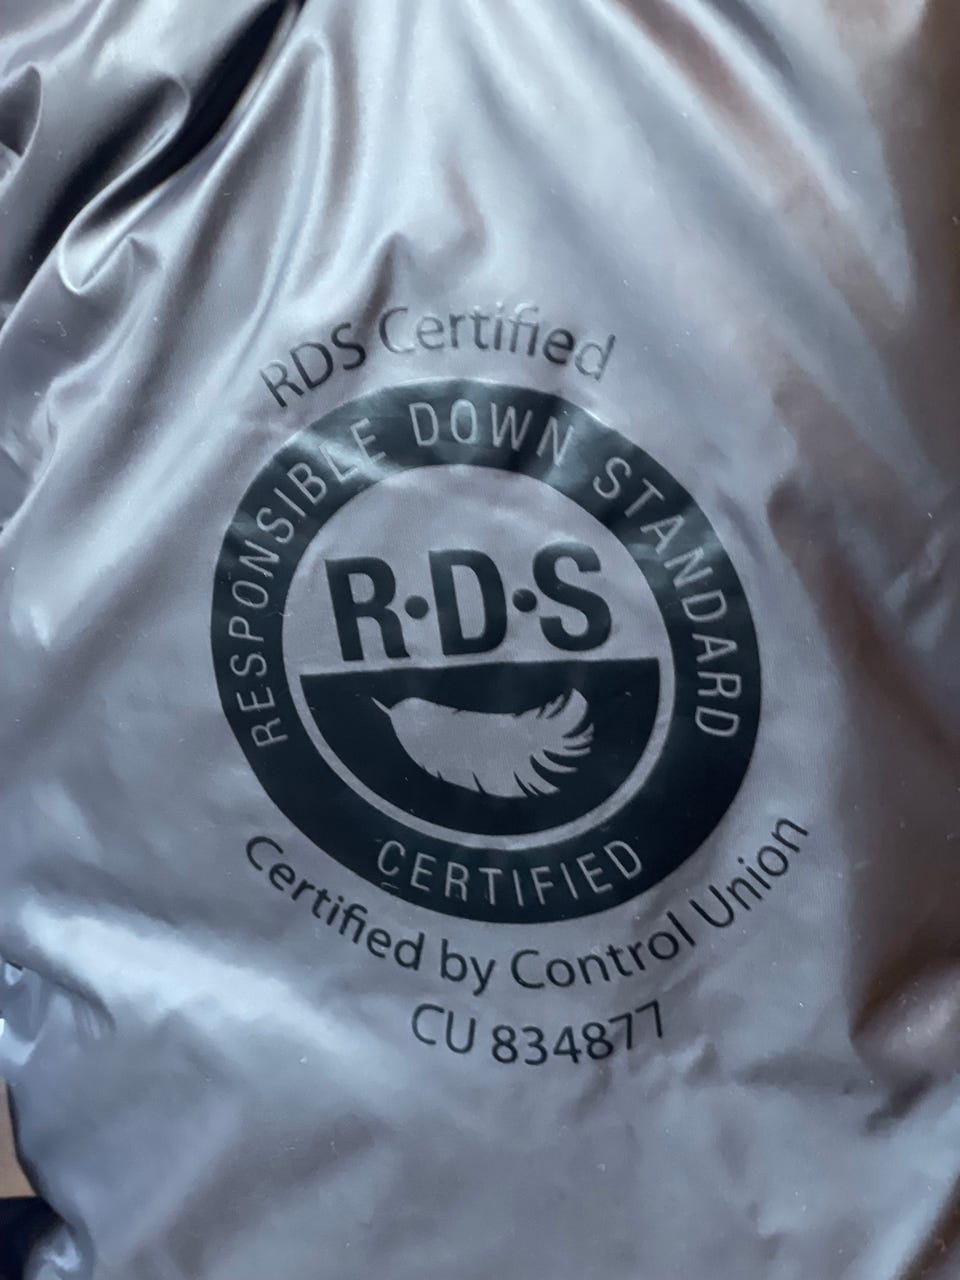 RDS Certified
RESPONSIBLE DOWN STANDARD
R·D·S
CERTIFIED
Certified by Control Union
CU 834877